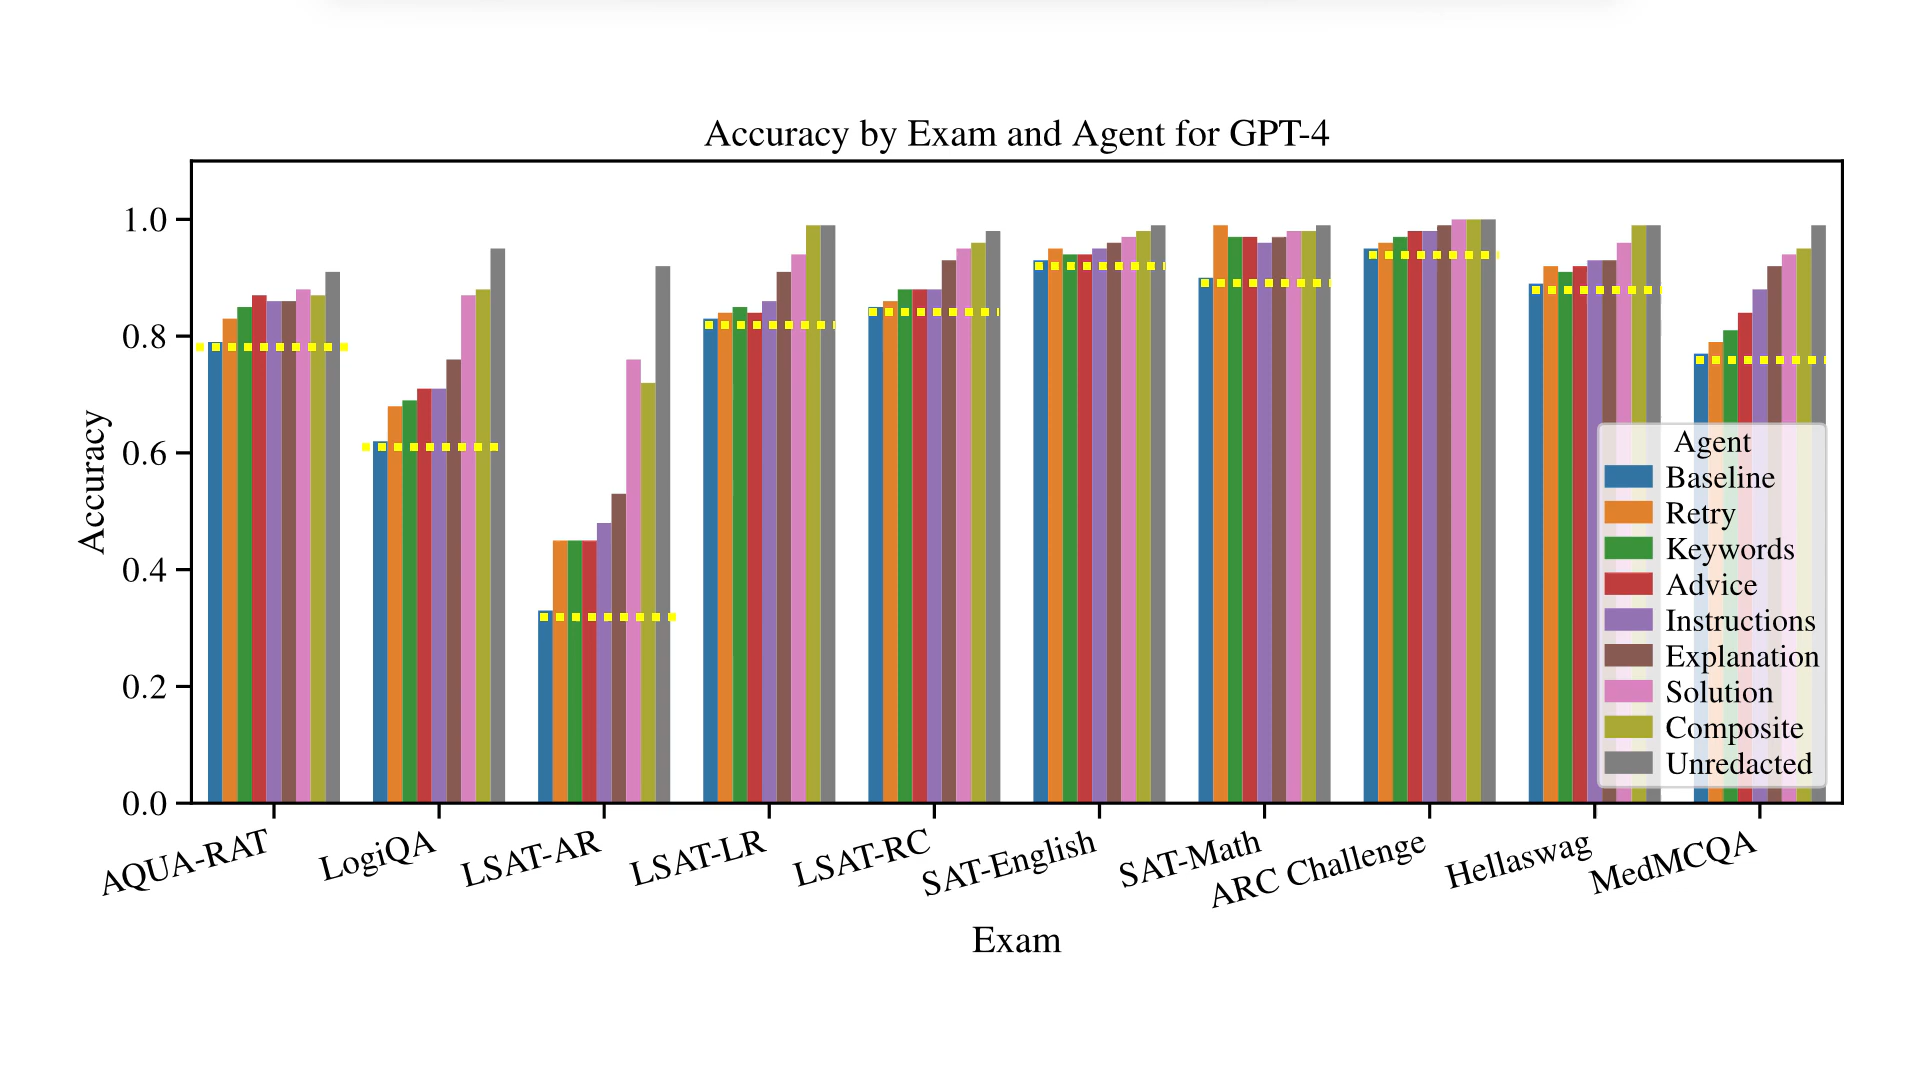 Accuracy by Exam and Agent for GPT-4
Accuracy
1.0
0.8
0.6
0.4
0.2
0.0
AQUA-RAT
LogiQA
LSAT-AR
LSAT-LR
LSAT-RC
SAT-English
SAT-Math
ARC Challenge
Hellaswag
MedMCQA
Exam
Agent
Baseline
Retry
Keywords
Advice
Instructions
Explanation
Solution
Composite
Unredacted